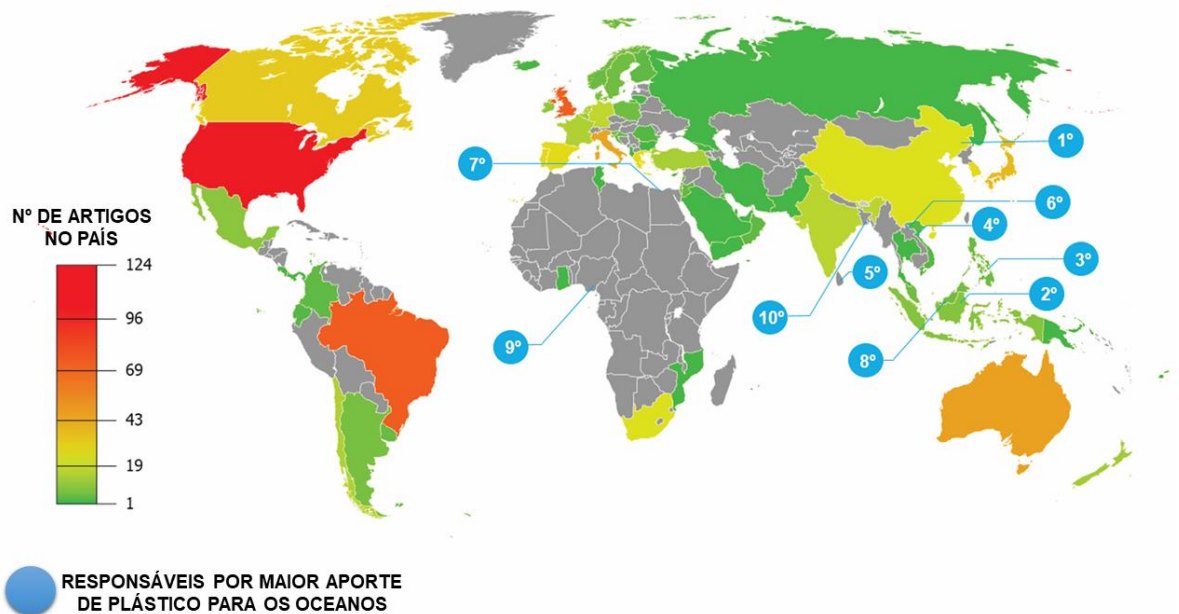 Nº DE ARTIGOS
NO PAÍS
124
96
69
43
19
1
1º
6º
4º
3º
2º
5º
8º
10º
7º
9º
RESPONSÁVEIS POR MAIOR APORTE
DE PLÁSTICO PARA OS OCEANOS